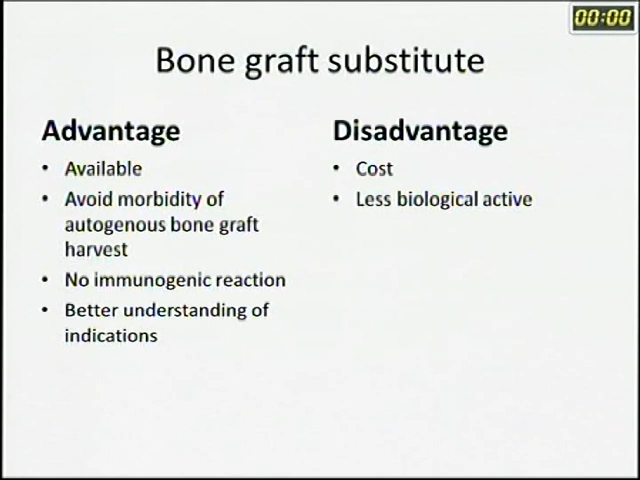 00:00
Bone graft substitute
Advantage
• Available
• Avoid morbidity of
autogenous bone graft
harvest
• No immunogenic reaction
• Better understanding of
indications
Disadvantage
• Cost
• Less biological active